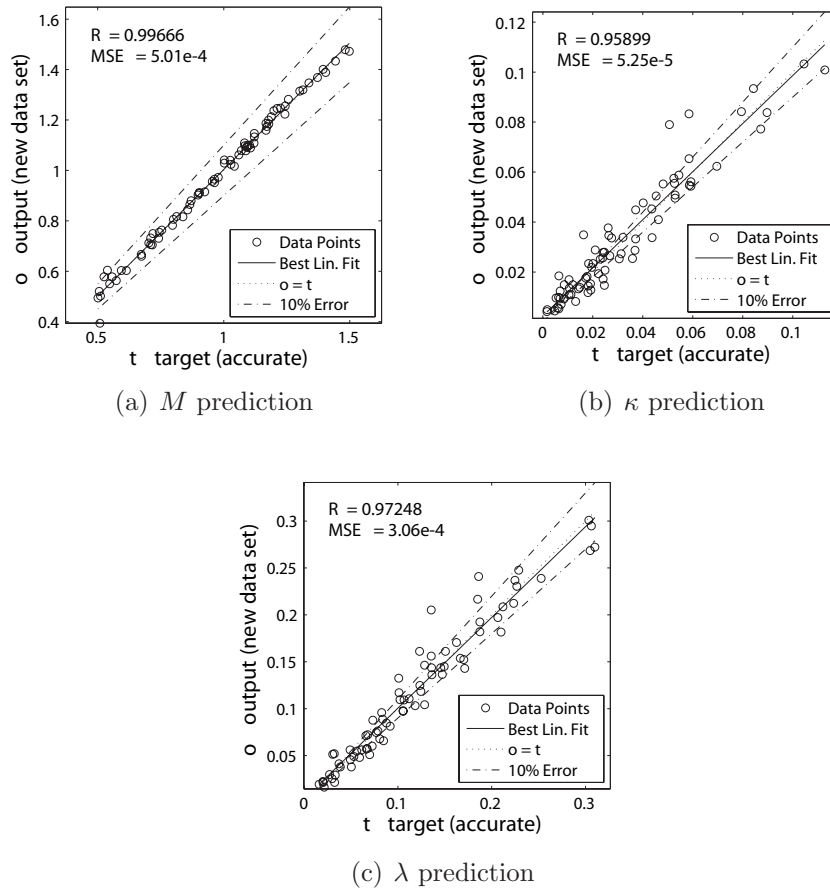 R = 0.99666
MSE = 5.01e-4
1.6
1.4
1.2
1
0.8
0.6
0.4
0.5
1
1.5
o output (new data set)
t target (accurate)
Data Points
Best Lin. Fit
o = t
10% Error
(a) M prediction
R = 0.95899
MSE = 5.25e-5
0.12
0.1
0.08
0.06
0.04
0.02
0
0.02
0.04
0.06
0.08
0.1
o output (new data set)
t target (accurate)
Data Points
Best Lin. Fit
o = t
10% Error
(b) κ prediction
R = 0.97248
MSE = 3.06e-4
0.3
0.25
0.2
0.15
0.1
0.05
0
0.1
0.2
0.3
o output (new data set)
t target (accurate)
Data Points
Best Lin. Fit
o = t
10% Error
(c) λ prediction